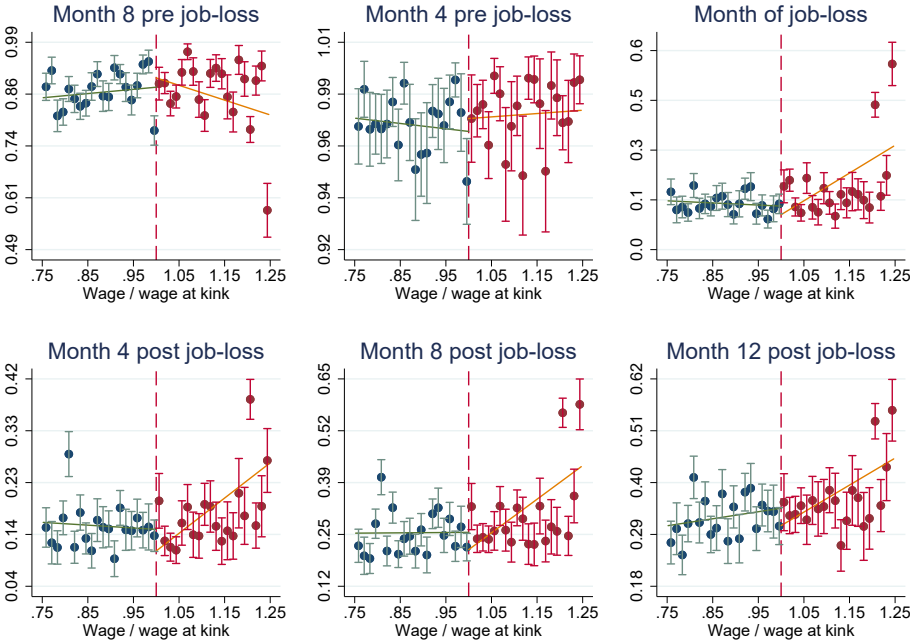 Month 8 pre job-loss
0.99
0.86
0.74
0.61
0.49
.75 .85 .95 1.05 1.15 1.25
Wage / wage at kink
Month 4 pre job-loss
1.01
0.99
0.96
0.94
0.92
.75 .85 .95 1.05 1.15 1.25
Wage / wage at kink
Month of job-loss
0.6
0.5
0.3
0.1
0.0
.75 .85 .95 1.05 1.15 1.25
Wage / wage at kink
Month 4 post job-loss
0.42
0.33
0.23
0.14
0.04
.75 .85 .95 1.05 1.15 1.25
Wage / wage at kink
Month 8 post job-loss
0.65
0.52
0.39
0.25
0.12
.75 .85 .95 1.05 1.15 1.25
Wage / wage at kink
Month 12 post job-loss
0.62
0.51
0.40
0.29
0.18
.75 .85 .95 1.05 1.15 1.25
Wage / wage at kink